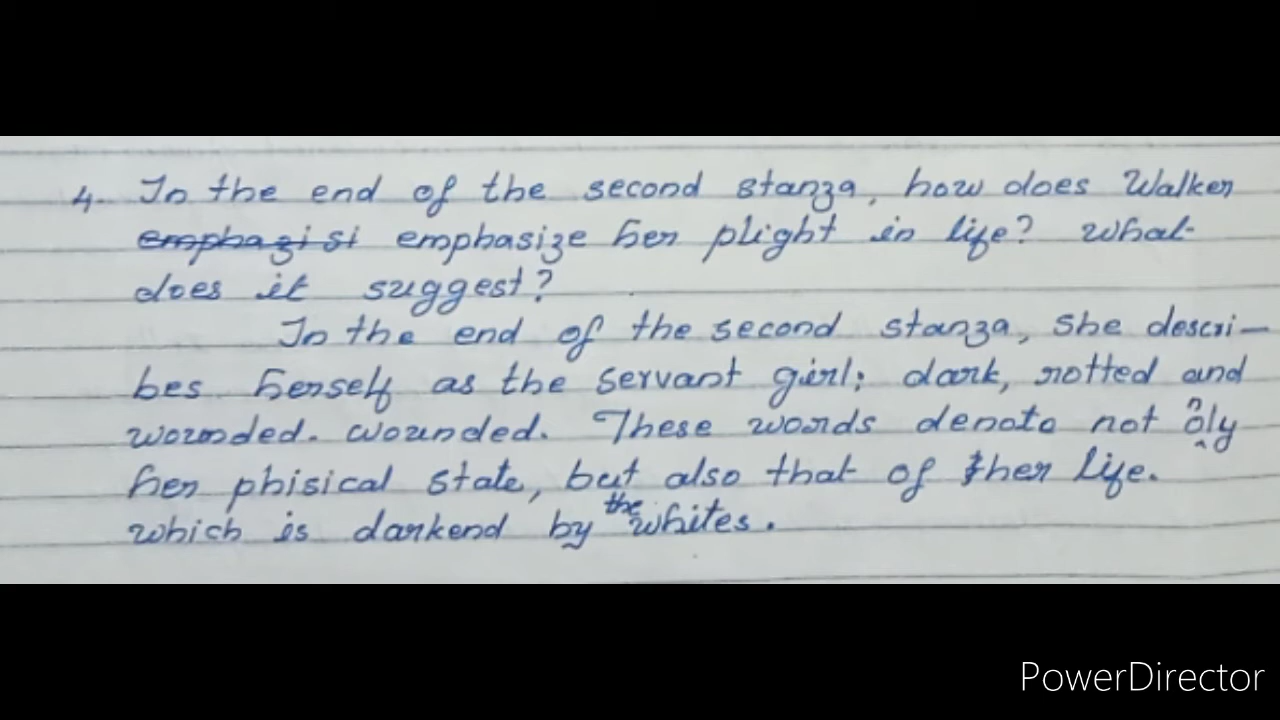 4. In the end of the second stanza, how does Walker
emphazisi emphasize her plight in life? What
does it suggest?
In the end of the second stanza, she descri-
bes herself as the servant girl; dark, rotted and
wounded. wounded. These words denote not only
her phisical state, but also that of her life.
which is darkend by the whites.
PowerDirector